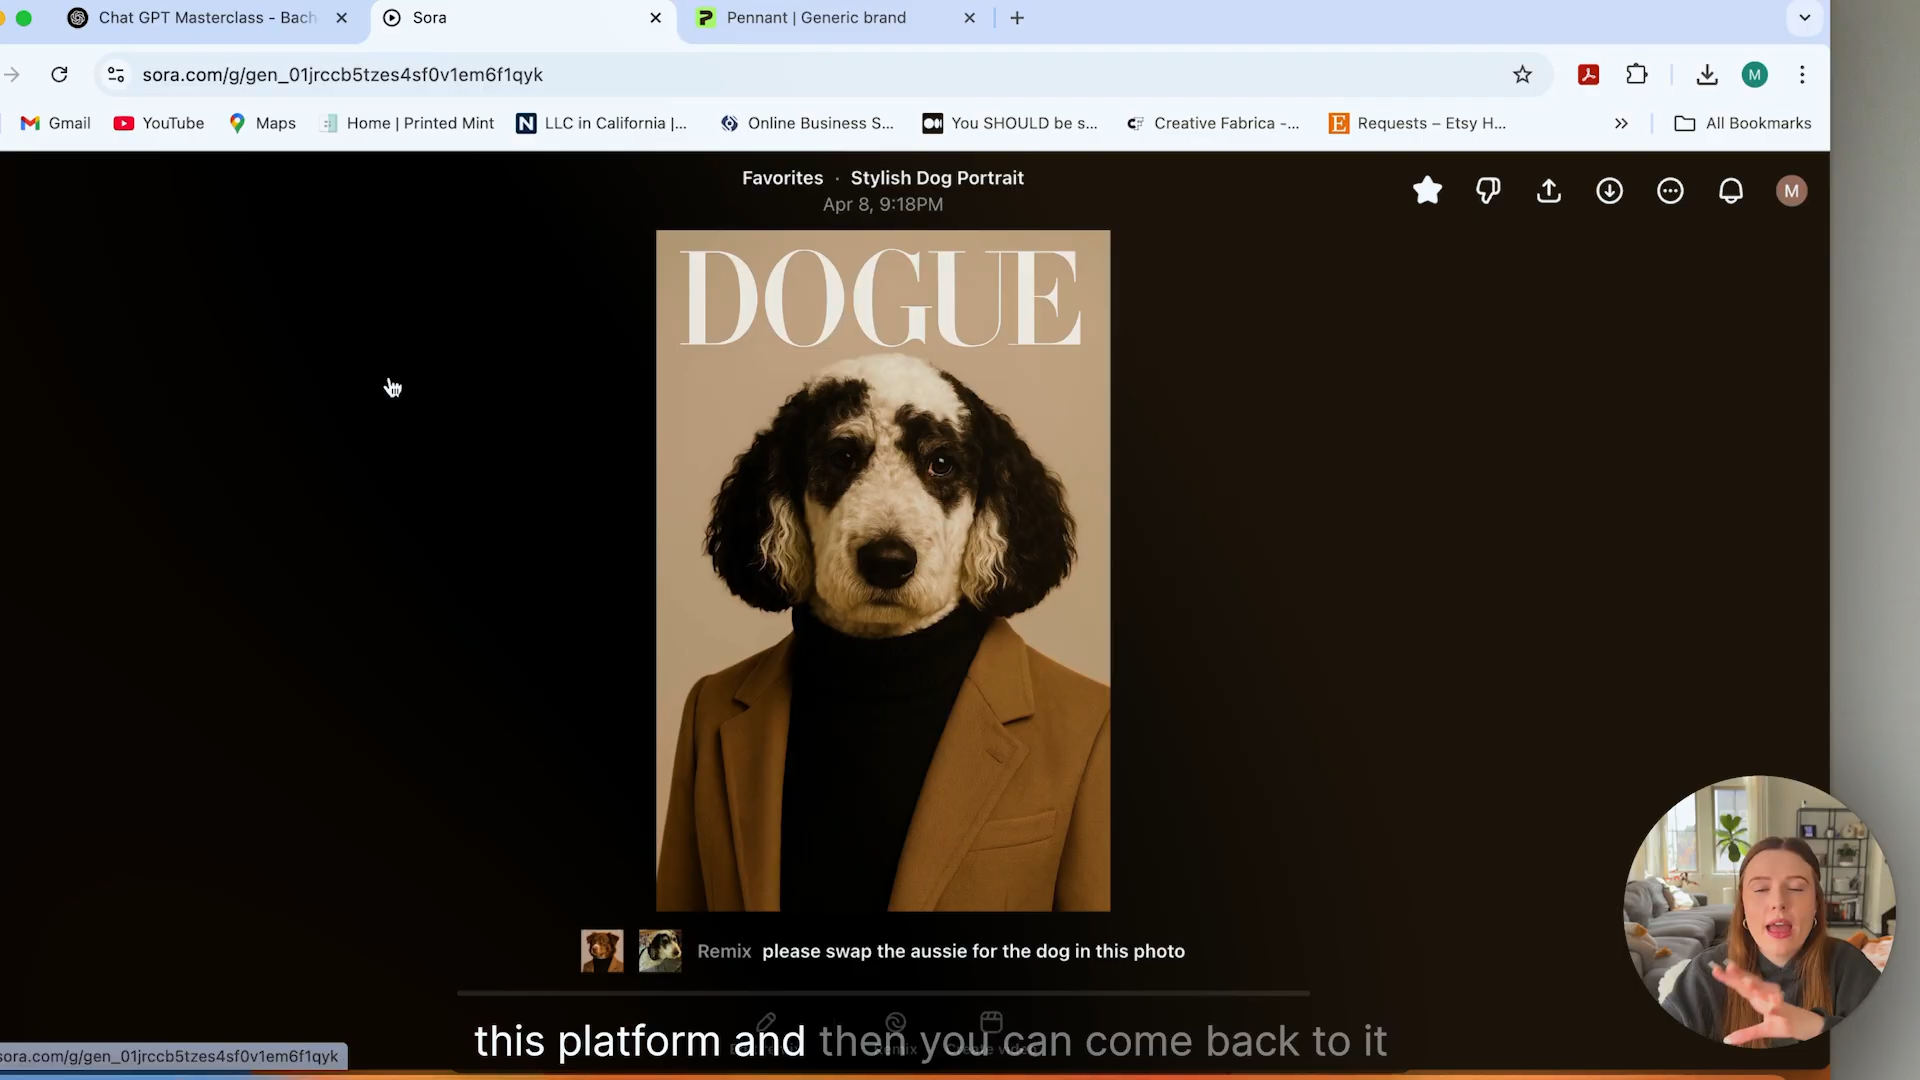 Chat GPT Masterclass - Bach
Sora
Pennant | Generic brand
sora.com/g/gen_01jrccb5tzes4sf0v1em6f1qyk
Gmail
YouTube
Maps
Home | Printed Mint
LLC in California |...
Online Business S...
You SHOULD be s...
Creative Fabrica -...
Requests – Etsy H...
All Bookmarks
Favorites · Stylish Dog Portrait
Apr 8, 9:18PM
M
M
DOGUE
Remix please swap the aussie for the dog in this photo
this platform and then you can come back to it
sora.com/g/gen_01jrccb5tzes4sf0v1em6f1qyk